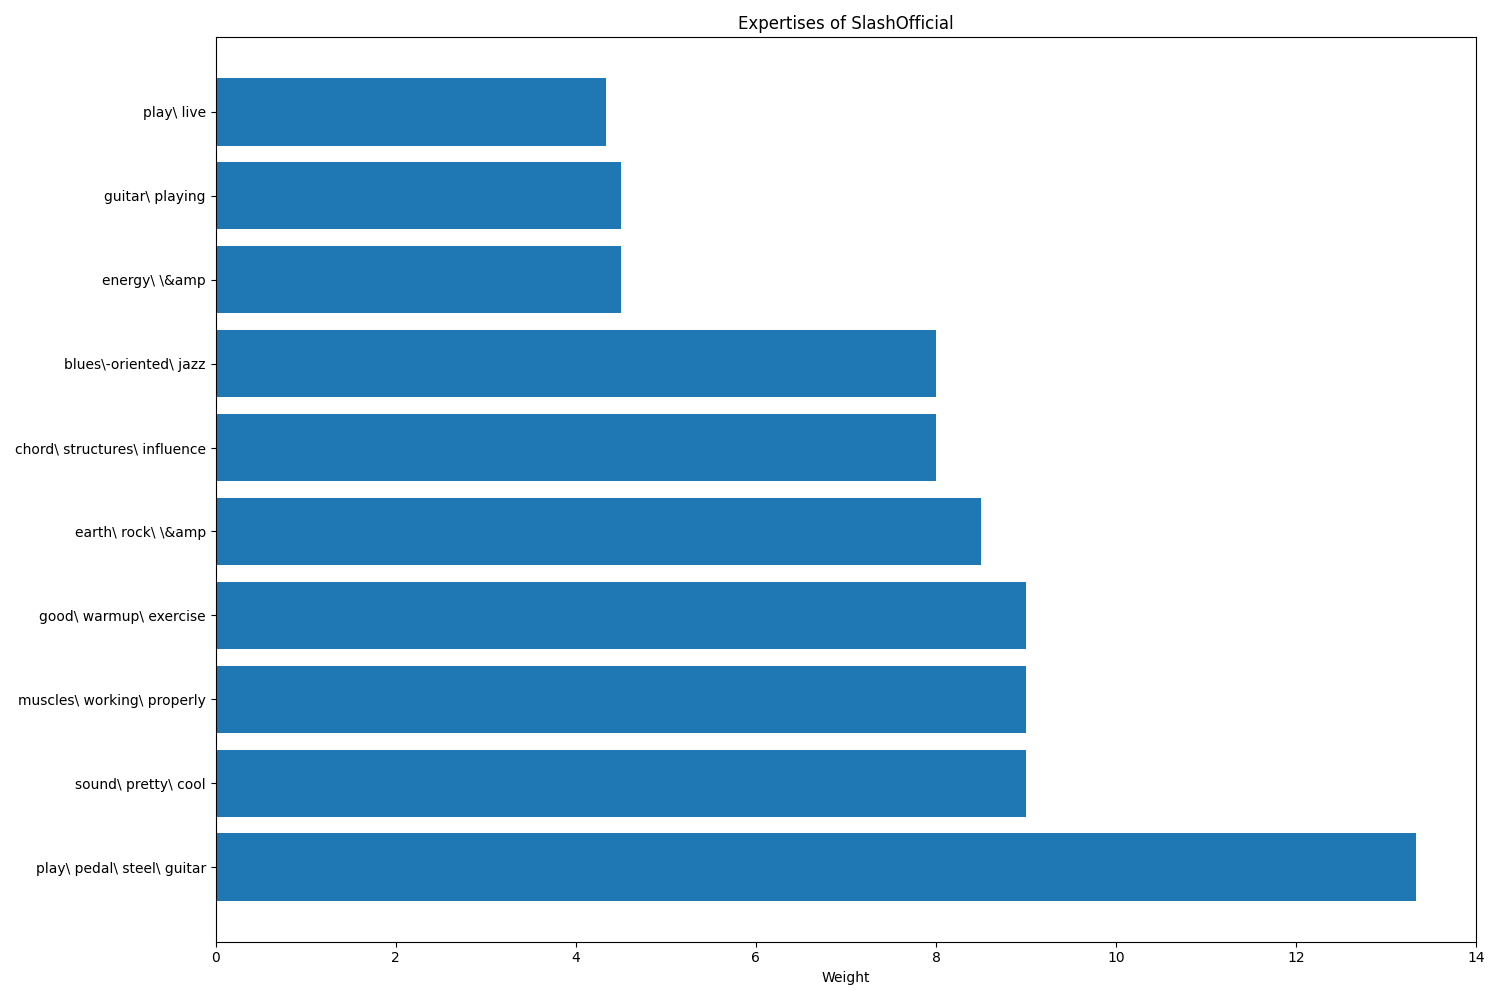 Expertises of SlashOfficial
play\ live
guitar\ playing
energy\ \&amp
blues\-oriented\ jazz
chord\ structures\ influence
earth\ rock\ \&amp
good\ warmup\ exercise
muscles\ working\ properly
sound\ pretty\ cool
play\ pedal\ steel\ guitar
0 2 4 6 8 10 12 14
Weight